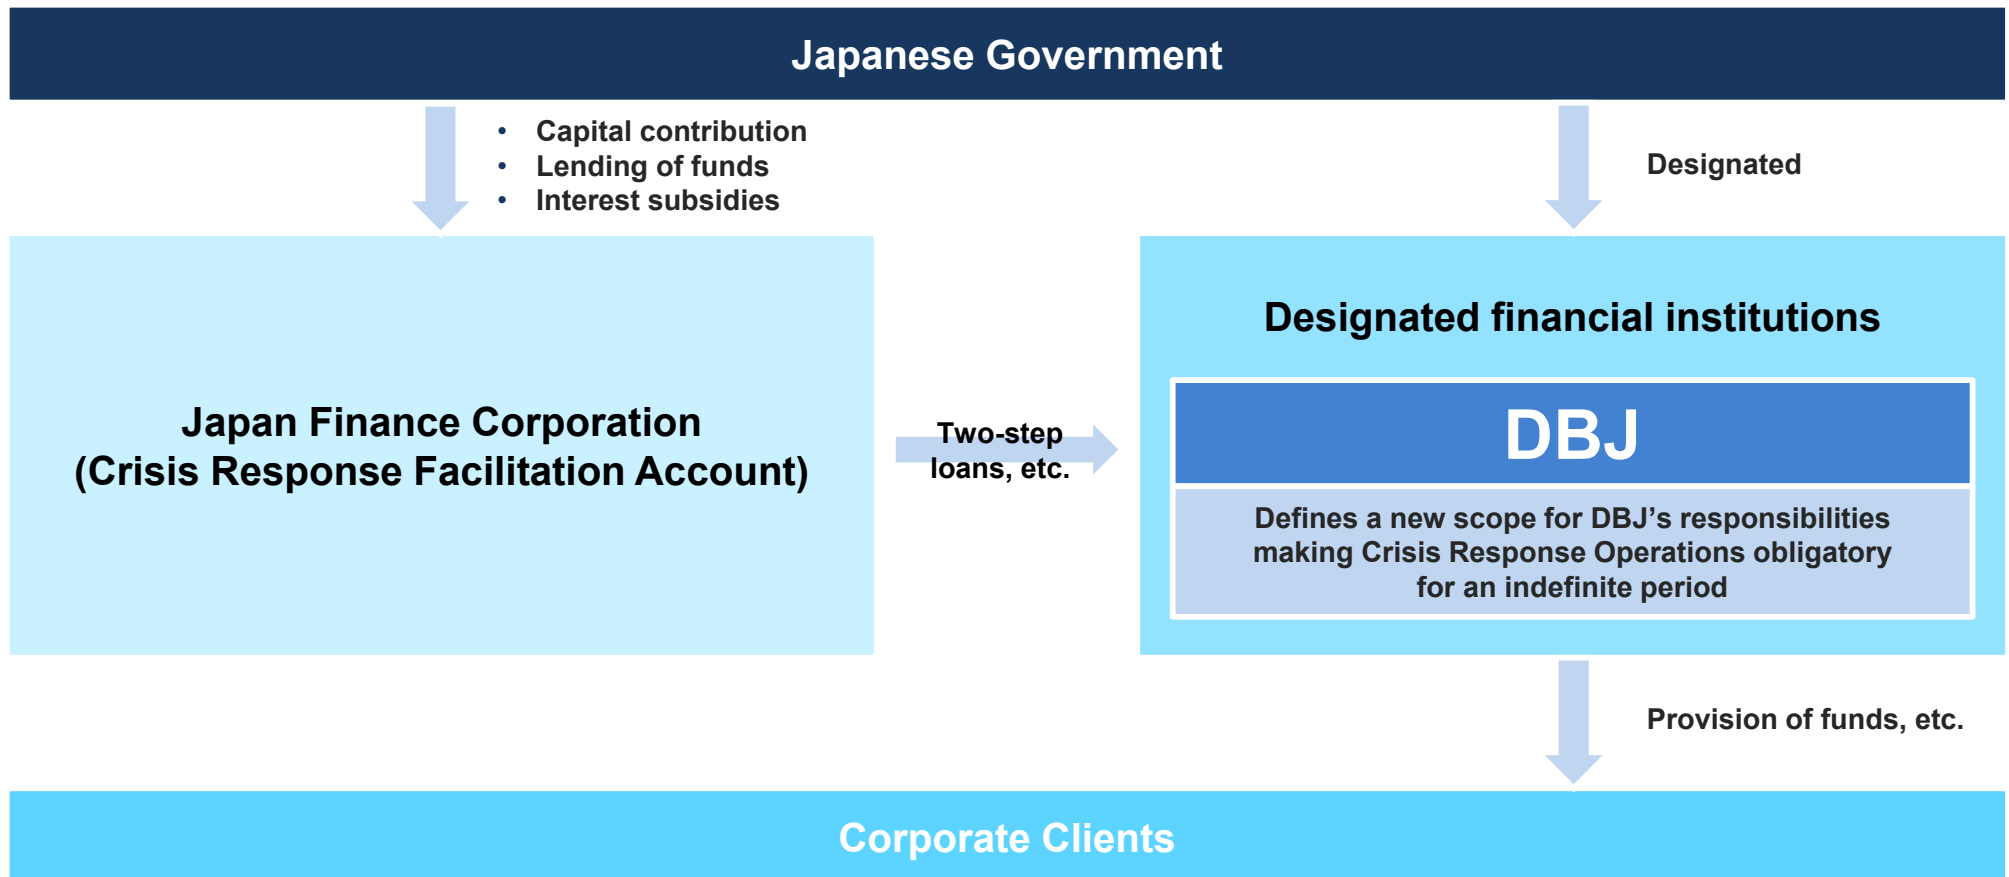 Japanese Government
• Capital contribution
• Lending of funds
• Interest subsidies
Designated
Japan Finance Corporation
(Crisis Response Facilitation Account)
Two-step
loans, etc.
Designated financial institutions
DBJ
Defines a new scope for DBJ’s responsibilities
making Crisis Response Operations obligatory
for an indefinite period
Provision of funds, etc.
Corporate Clients